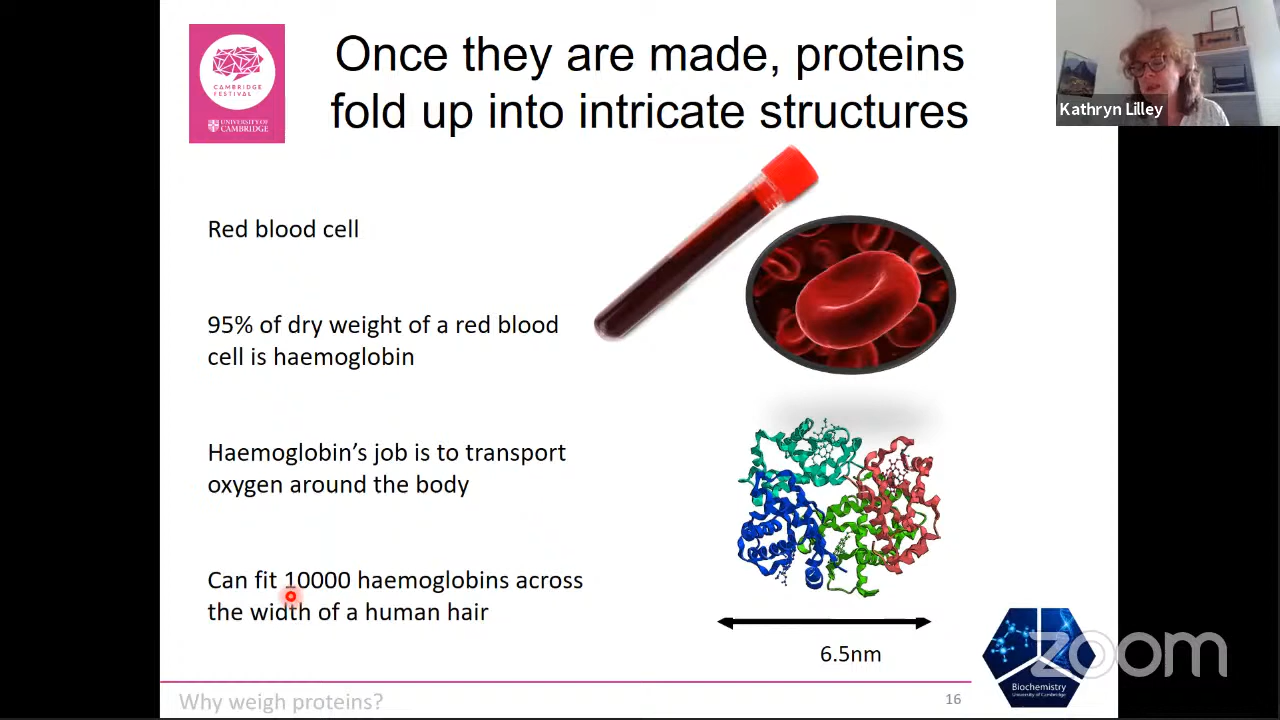 CAMBRIDGE
FESTIVAL
UNIVERSITY OF
CAMBRIDGE
Once they are made, proteins
fold up into intricate structures
Kathryn Lilley
Red blood cell
95% of dry weight of a red blood
cell is haemoglobin
Haemoglobin’s job is to transport
oxygen around the body
Can fit 10000 haemoglobins across
the width of a human hair
6.5nm
Biochemistry
University of Cambridge
zoom
Why weigh proteins?
16